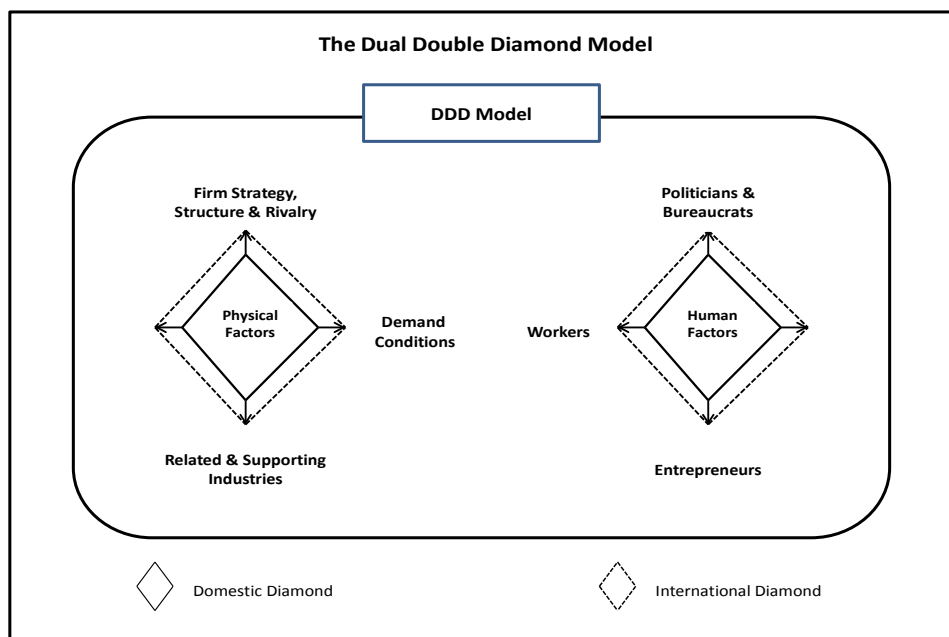 The Dual Double Diamond Model
DDD Model
Firm Strategy,
Structure & Rivalry
Physical
Factors
Demand
Conditions
Related & Supporting
Industries
Politicians &
Bureaucrats
Workers
Human
Factors
Entrepreneurs
Domestic Diamond
International Diamond